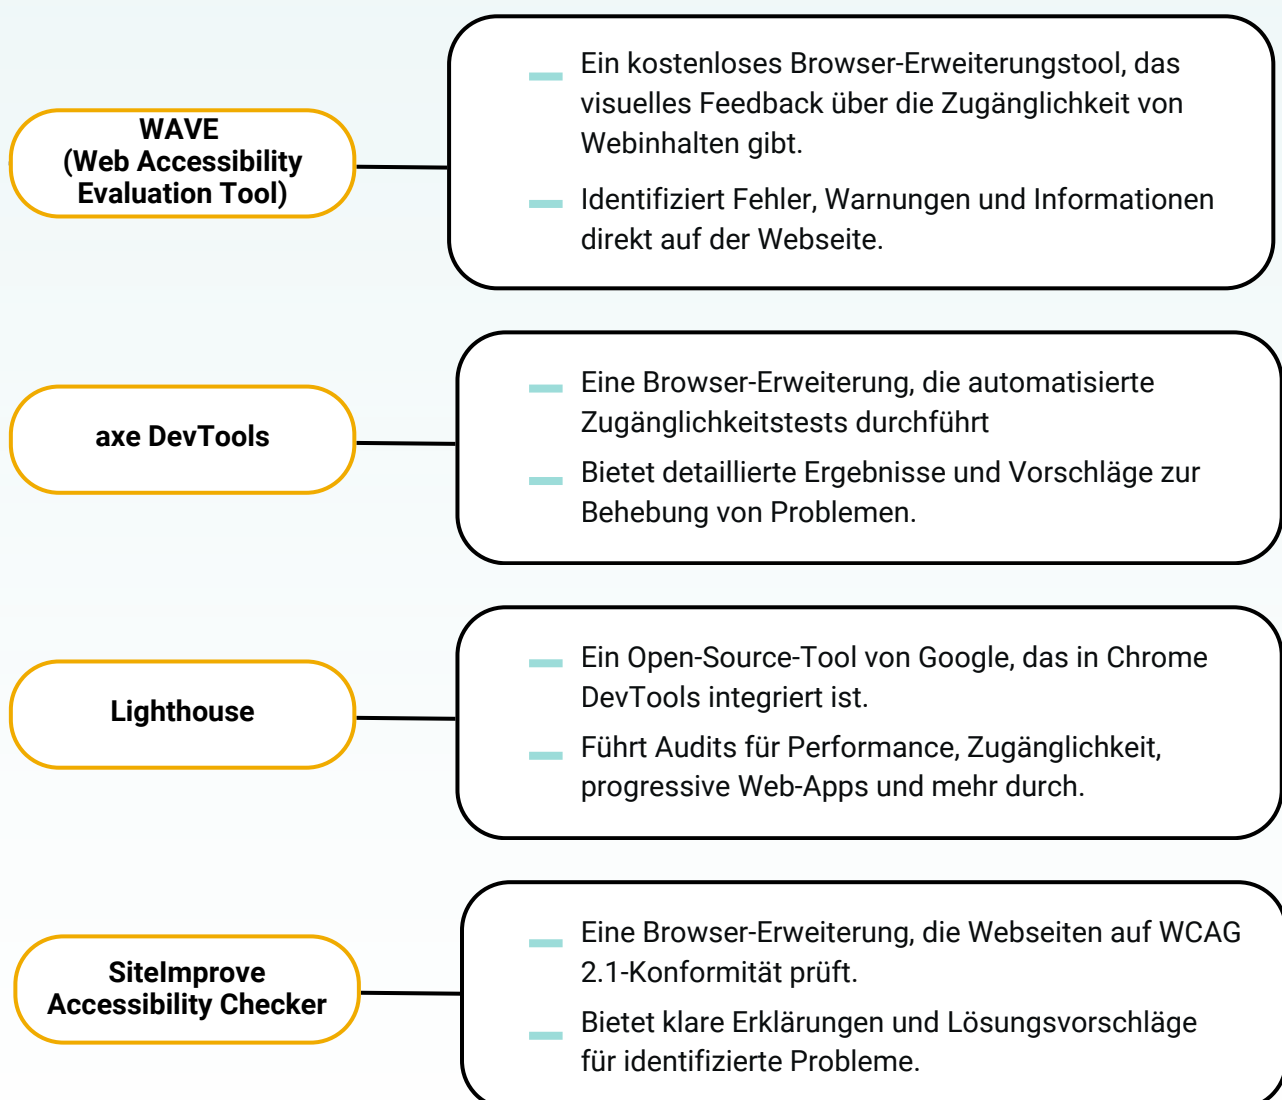 WAVE
(Web Accessibility
Evaluation Tool)
Ein kostenloses Browser-Erweiterungstool, das
visuelles Feedback über die Zugänglichkeit von
Webinhalten gibt.
Identifiziert Fehler, Warnungen und Informationen
direkt auf der Webseite.
axe DevTools
Eine Browser-Erweiterung, die automatisierte
Zugänglichkeitstests durchführt
Bietet detaillierte Ergebnisse und Vorschläge zur
Behebung von Problemen.
Lighthouse
Ein Open-Source-Tool von Google, das in Chrome
DevTools integriert ist.
Führt Audits für Performance, Zugänglichkeit,
progressive Web-Apps und mehr durch.
SiteImprove
Accessibility Checker
Eine Browser-Erweiterung, die Webseiten auf WCAG
2.1-Konformität prüft.
Bietet klare Erklärungen und Lösungsvorschläge
für identifizierte Probleme.